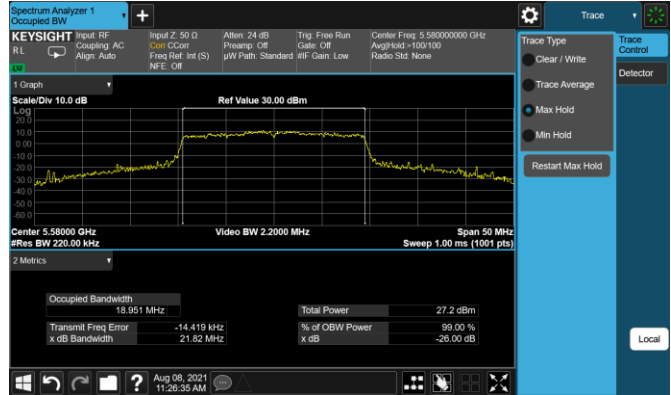 Spectrum Analyzer 1
Occupied BW
Trace
KEYSIGHT
RL
Input: RF
Coupling: AC
Align: Auto
Input Z: 50 Ω
Corr CCorr
Freq Ref: Int (S)
NFE: Off
Atten: 24 dB
Preamp: Off
µW Path: Standard
Trig: Free Run
Gate: Off
#IF Gain: Low
Center Freq: 5.580000000 GHz
Avg|Hold:>100/100
Radio Std: None
1 Graph
Scale/Div 10.0 dB
Ref Value 30.00 dBm
Log
20.0
10.0
0.00
-10.0
-20.0
-30.0
-40.0
-50.0
-60.0
Center 5.58000 GHz
Video BW 2.2000 MHz
Span 50 MHz
#Res BW 220.00 kHz
Sweep 1.00 ms (1001 pts)
2 Metrics
Occupied Bandwidth
18.951 MHz
Total Power 27.2 dBm
Transmit Freq Error -14.419 kHz
% of OBW Power 99.00 %
x dB Bandwidth 21.82 MHz
x dB -26.00 dB
Aug 08, 2021
11:26:35 AM
Trace Type
Clear / Write
Trace Average
Max Hold
Min Hold
Restart Max Hold
Trace
Control
Detector
Local